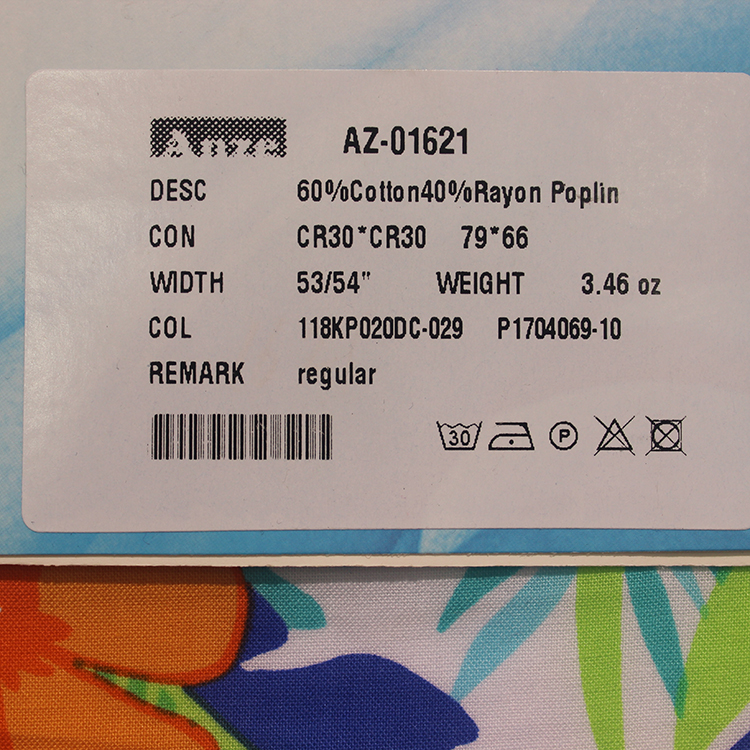 Anze AZ-01621
DESC 60%Cotton40%Rayon Poplin
CON CR30*CR30 79*66
WIDTH 53/54" WEIGHT 3.46 oz
COL 118KP020DC-029 P1704069-10
REMARK regular
30 P